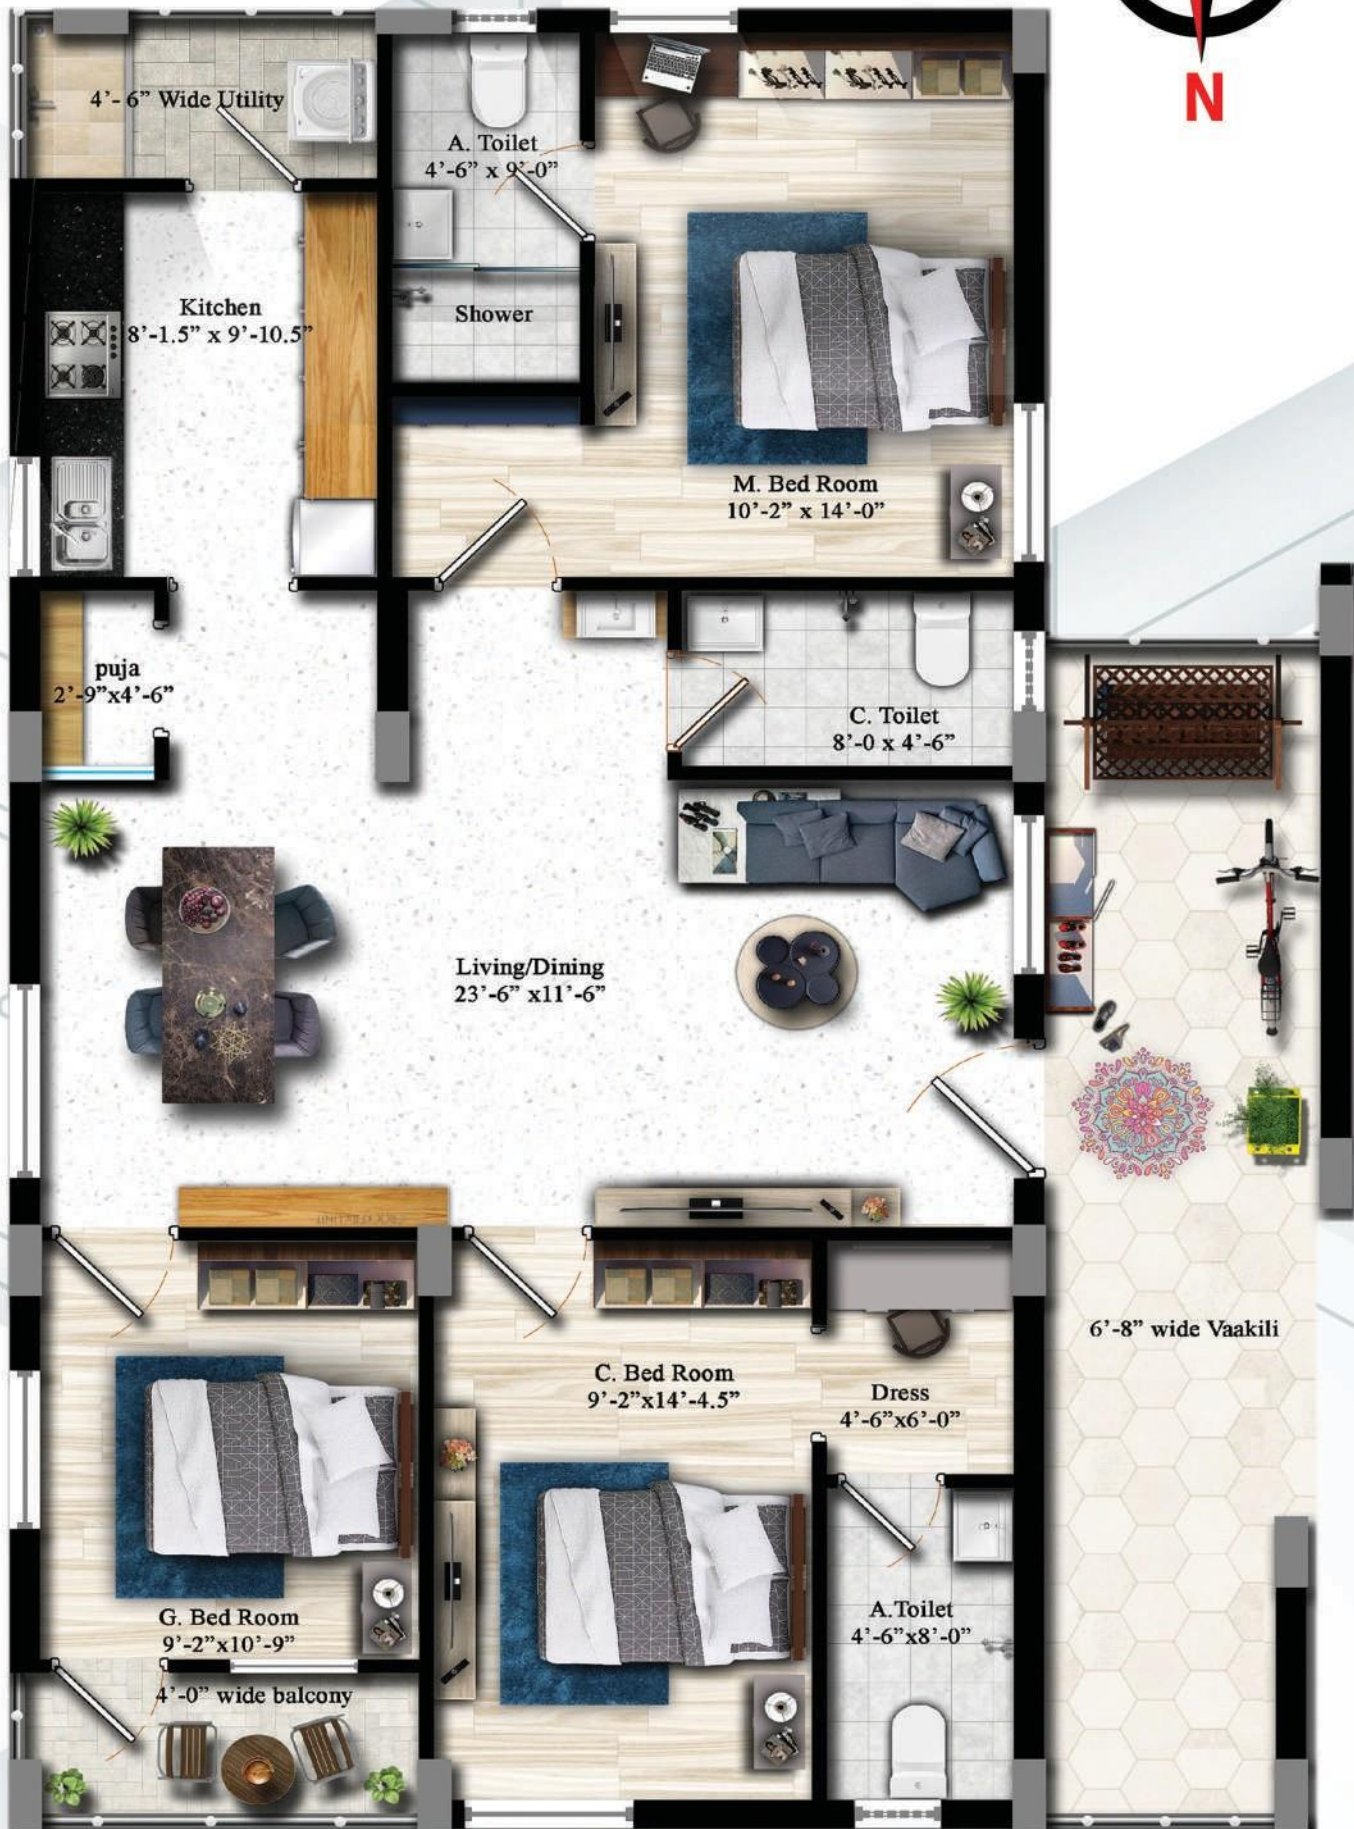 N
4'-6” Wide Utility
A. Toilet
4'-6” x 9'-0”
Kitchen
8'-1.5” x 9'-10.5”
Shower
M. Bed Room
10'-2” x 14'-0”
puja
2'-9”x4'-6”
C. Toilet
8'-0 x 4'-6”
Living/Dining
23'-6” x11'-6”
6'-8” wide Vaakili
C. Bed Room
9'-2”x14'-4.5”
Dress
4'-6”x6'-0”
G. Bed Room
9'-2”x10'-9”
A.Toilet
4'-6”x8'-0”
4'-0” wide balcony